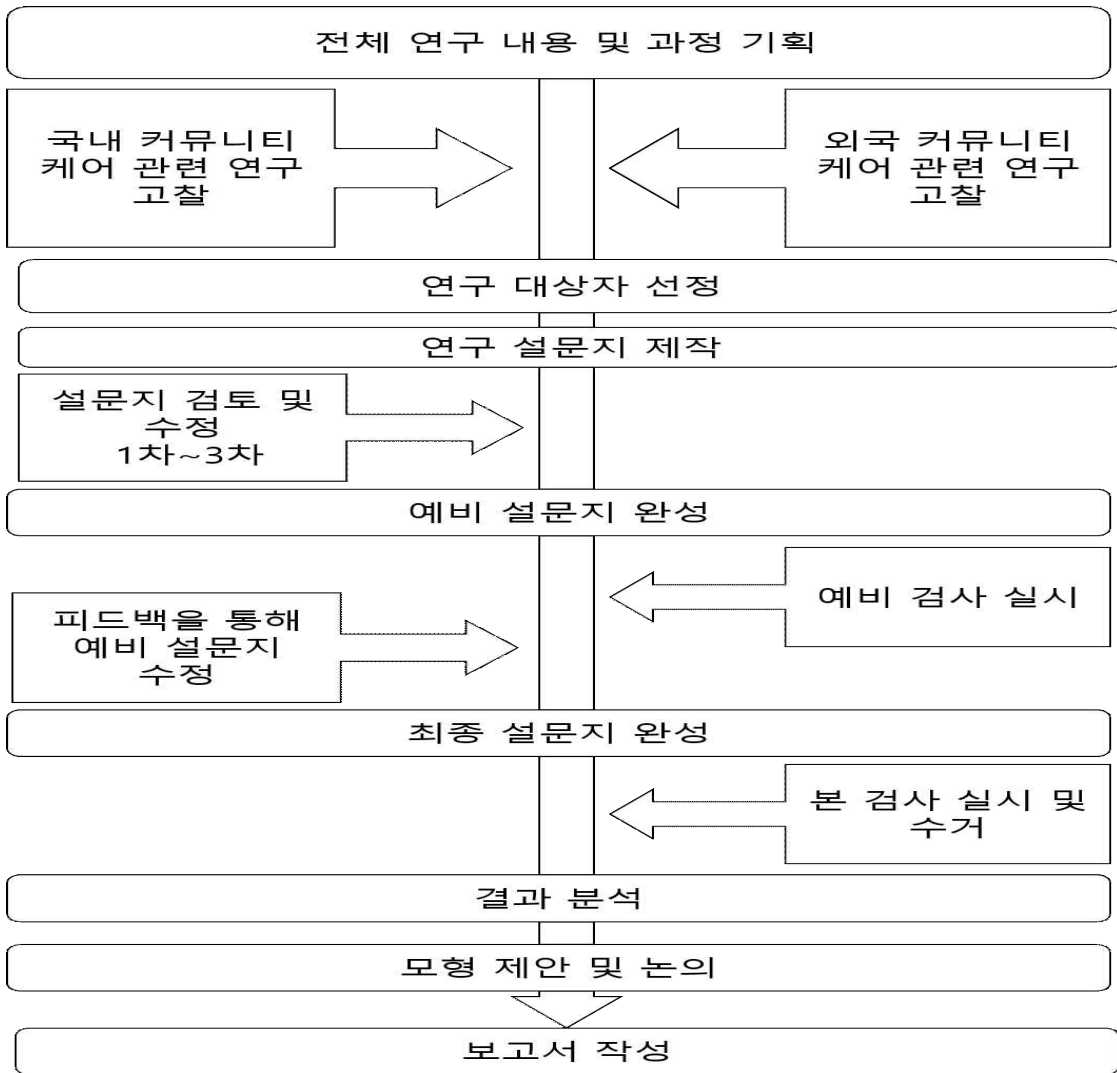 전체 연구 내용 및 과정 기획
국내 커뮤니티
케어 관련 연구
고찰
외국 커뮤니티
케어 관련 연구
고찰
연구 대상자 선정
연구 설문지 제작
설문지 검토 및
수정
1차~3차
예비 설문지 완성
예비 검사 실시
피드백을 통해
예비 설문지
수정
최종 설문지 완성
본 검사 실시 및
수거
결과 분석
모형 제안 및 논의
보고서 작성